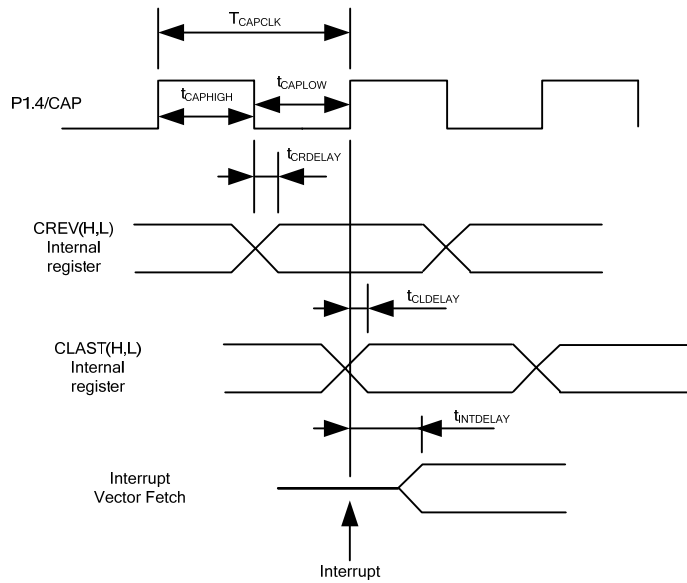 TCAPCLK
P1.4/CAP
tCAPHIGH
tCAPLOW
tCRDELAY
CREV(H,L)
Internal
register
tCLDELAY
CLAST(H,L)
Internal
register
tINTDELAY
Interrupt
Vector Fetch
Interrupt